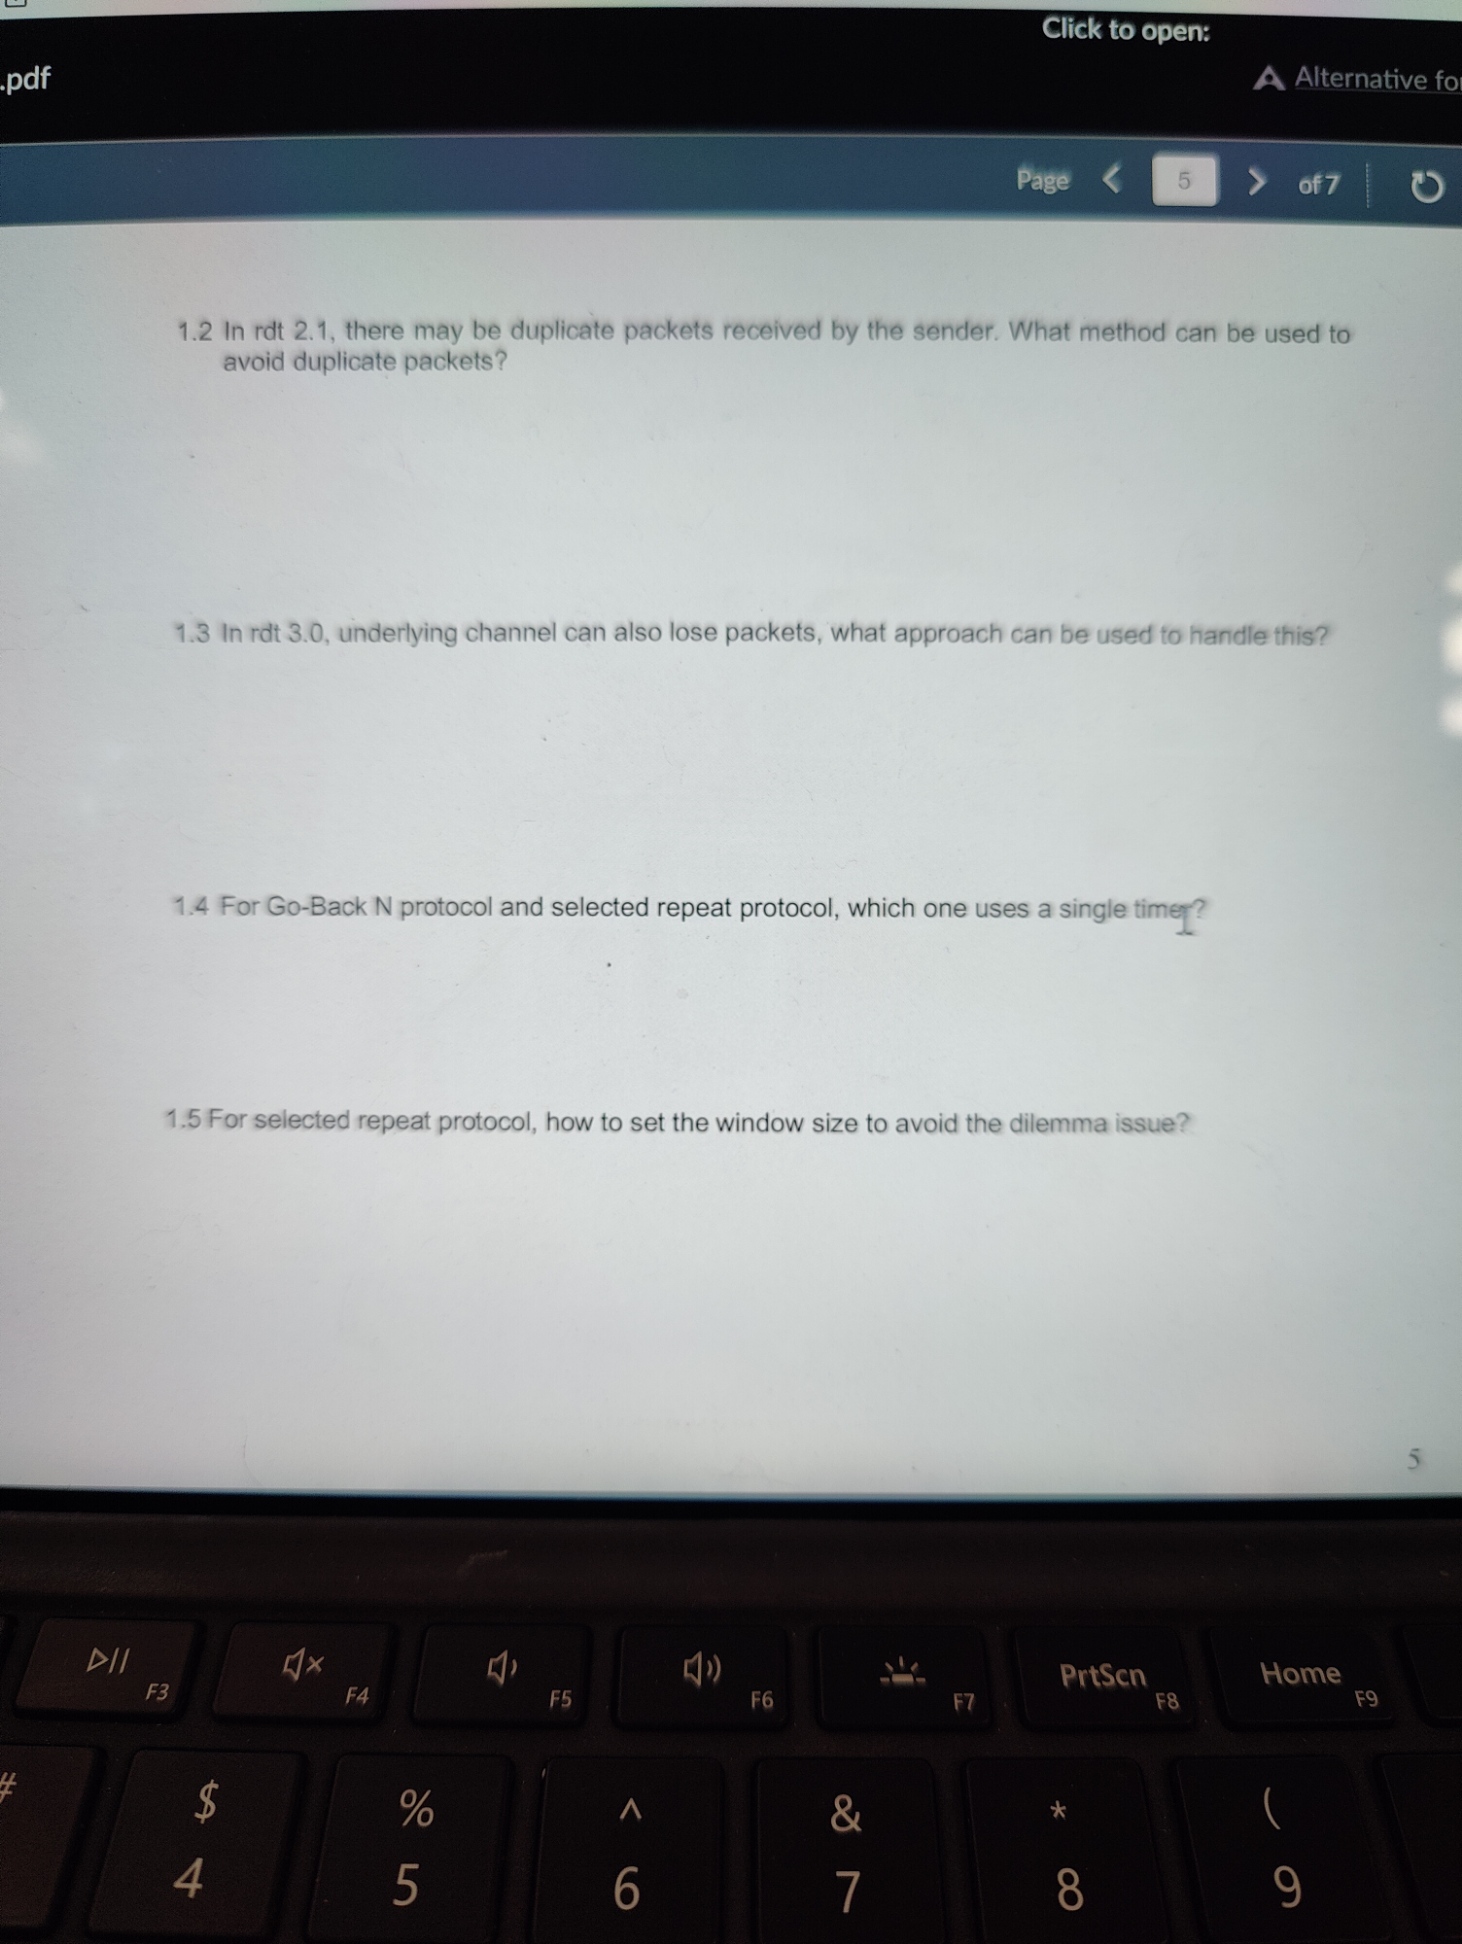 Click to open:
.pdf
Alternative for
Page < 5 > of 7
1.2 In rdt 2.1, there may be duplicate packets received by the sender. What method can be used to
avoid duplicate packets?
1.3 In rdt 3.0, underlying channel can also lose packets, what approach can be used to handle this?
1.4 For Go-Back N protocol and selected repeat protocol, which one uses a single timer?
1.5 For selected repeat protocol, how to set the window size to avoid the dilemma issue?
5
F3 F4 F5 F6 F7 PrtScn F8 Home F9
# $ % ^ & * (
4 5 6 7 8 9